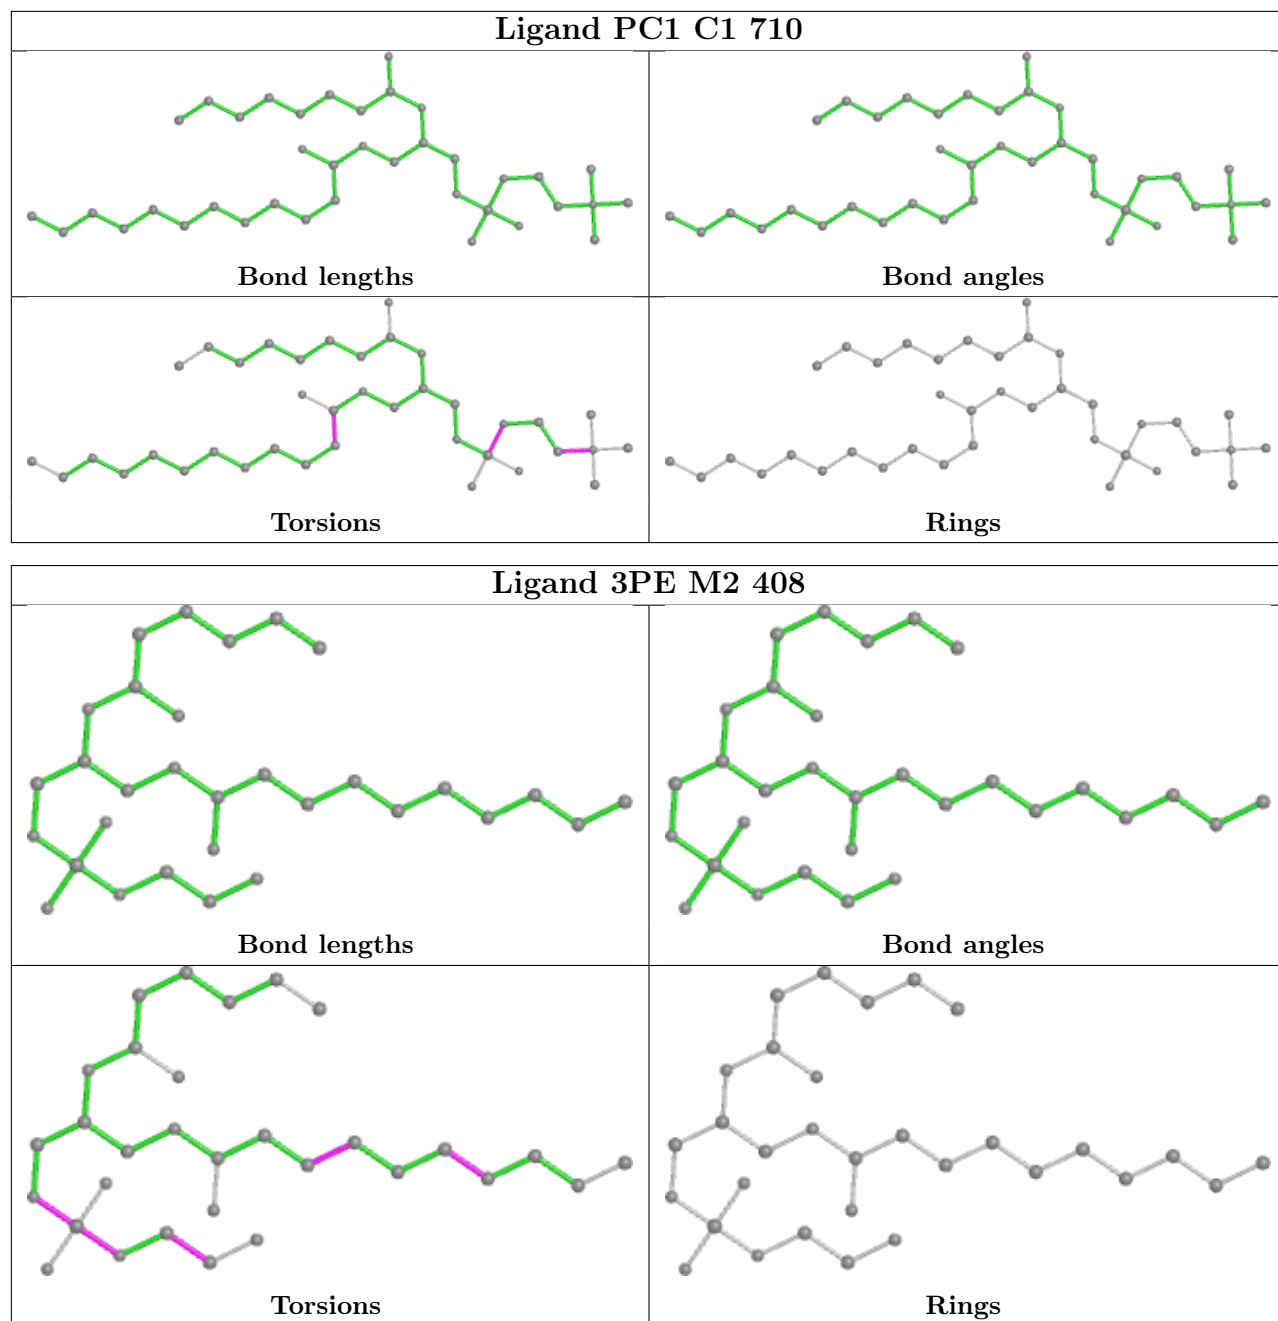 Ligand PC1 C1 710
Bond lengths
Bond angles
Torsions
Rings
Ligand 3PE M2 408
Bond lengths
Bond angles
Torsions
Rings